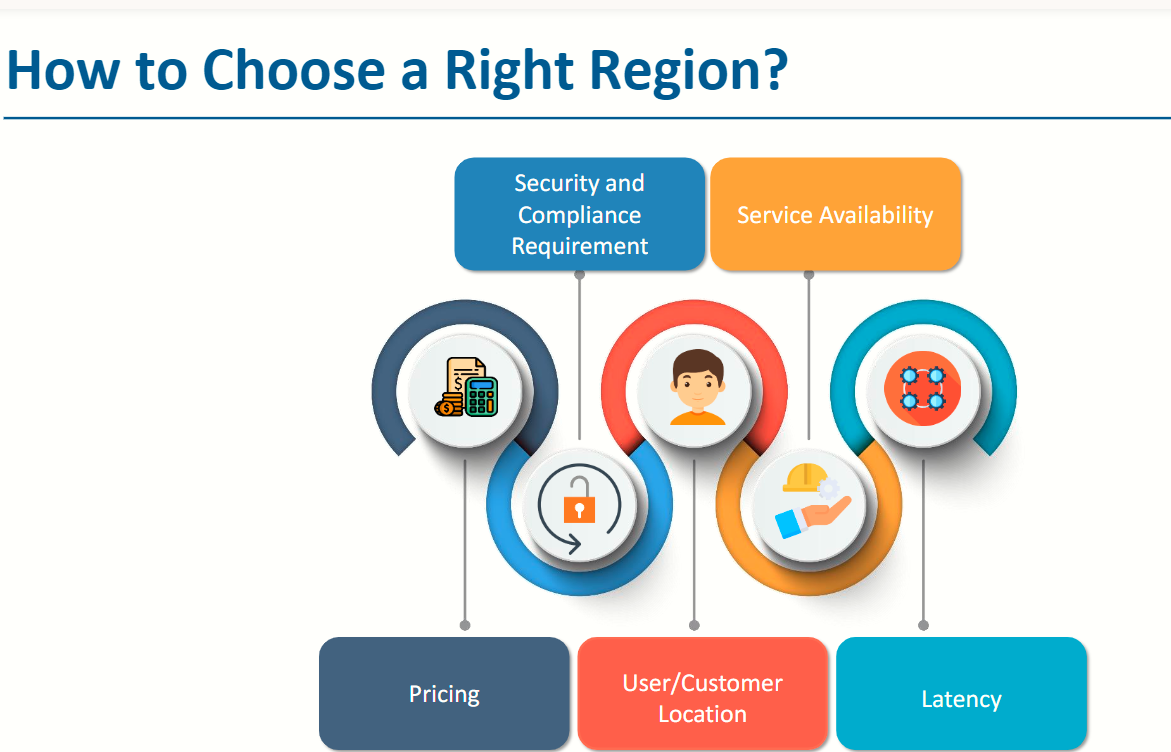 How to Choose a Right Region?
Security and
Compliance
Requirement
Service Availability
$
$
Pricing
User/Customer
Location
Latency